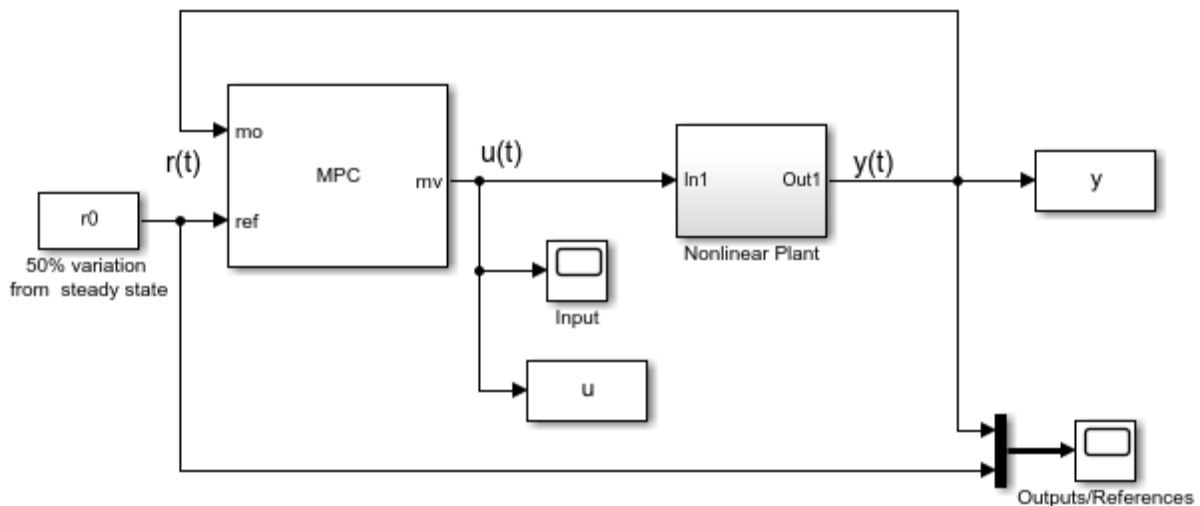 mo
r(t)
MPC
mv
u(t)
In1
Out1
y(t)
y
r0
ref
50% variation
from steady state
Nonlinear Plant
Input
u
Outputs/References